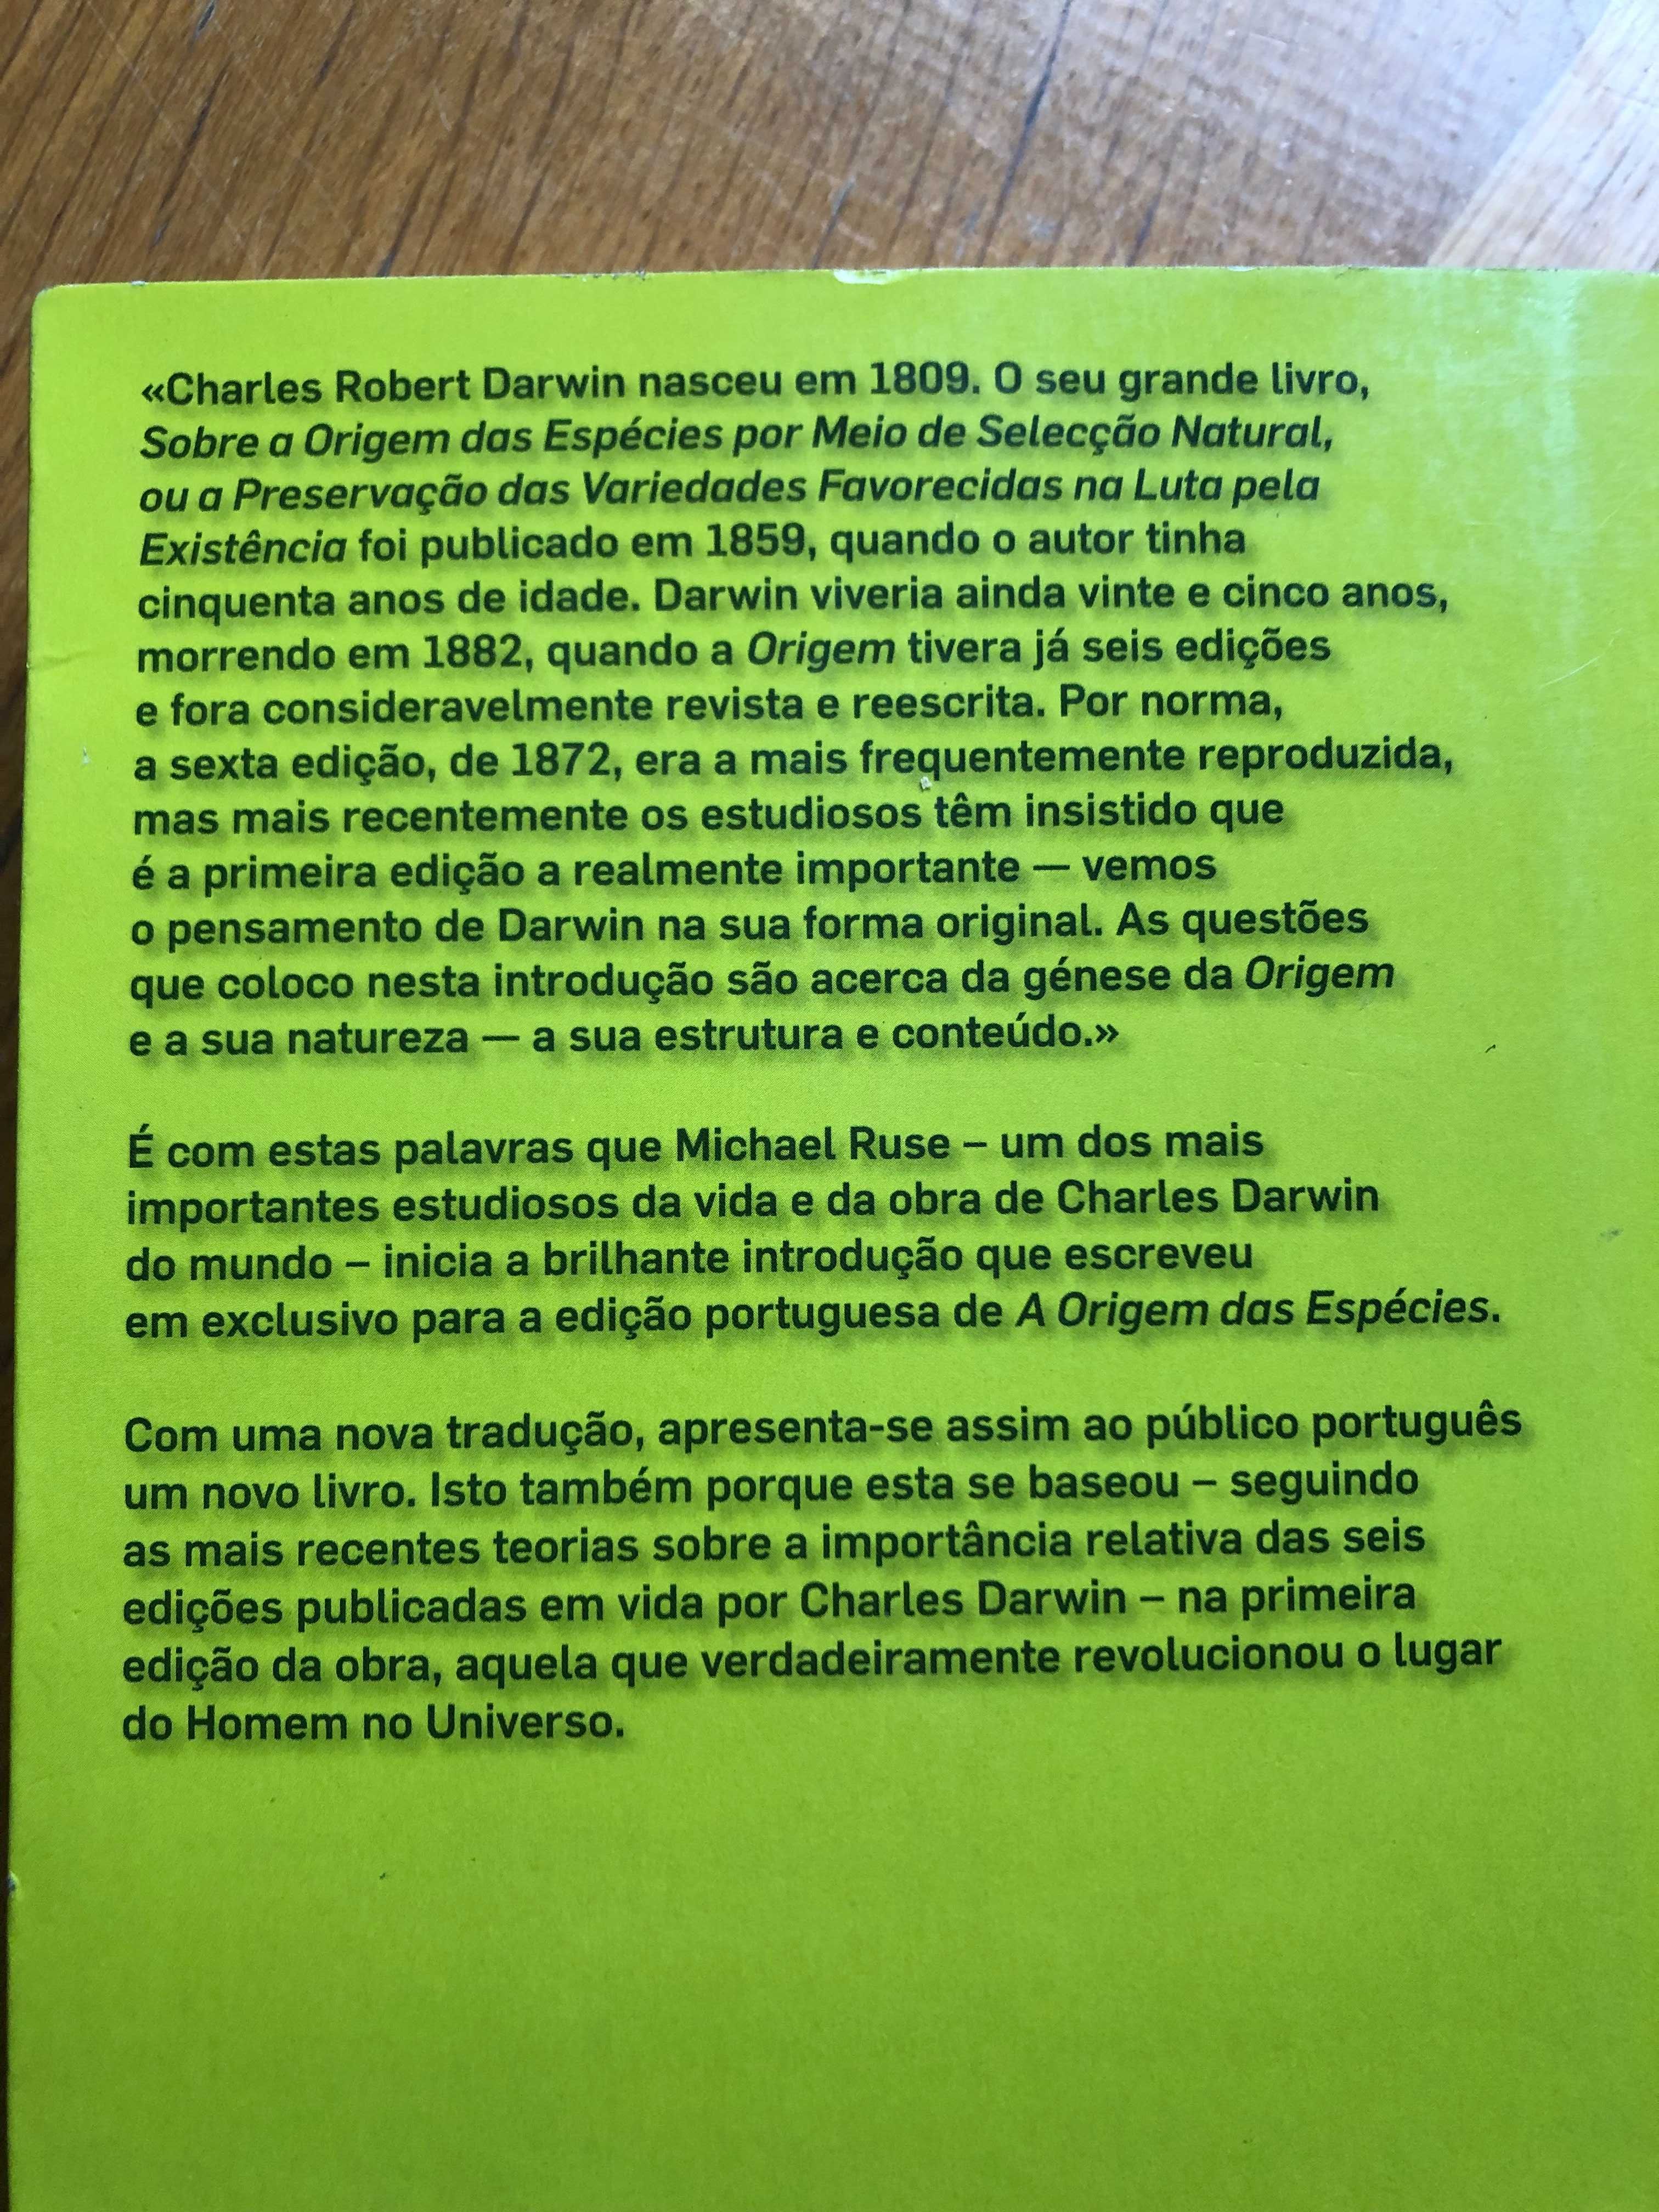 «Charles Robert Darwin nasceu em 1809. O seu grande livro,
Sobre a Origem das Espécies por Meio de Selecção Natural,
ou a Preservação das Variedades Favorecidas na Luta pela
Existência foi publicado em 1859, quando o autor tinha
cinquenta anos de idade. Darwin viveria ainda vinte e cinco anos,
morrendo em 1882, quando a Origem tivera já seis edições
e fora consideravelmente revista e reescrita. Por norma,
a sexta edição, de 1872, era a mais frequentemente reproduzida,
mas mais recentemente os estudiosos têm insistido que
é a primeira edição a realmente importante — vemos
o pensamento de Darwin na sua forma original. As questões
que coloco nesta introdução são acerca da génese da Origem
e a sua natureza — a sua estrutura e conteúdo.»
É com estas palavras que Michael Ruse – um dos mais
importantes estudiosos da vida e da obra de Charles Darwin
do mundo – inicia a brilhante introdução que escreveu
em exclusivo para a edição portuguesa de A Origem das Espécies.
Com uma nova tradução, apresenta-se assim ao público português
um novo livro. Isto também porque esta se baseou – seguindo
as mais recentes teorias sobre a importância relativa das seis
edições publicadas em vida por Charles Darwin – na primeira
edição da obra, aquela que verdadeiramente revolucionou o lugar
do Homem no Universo.